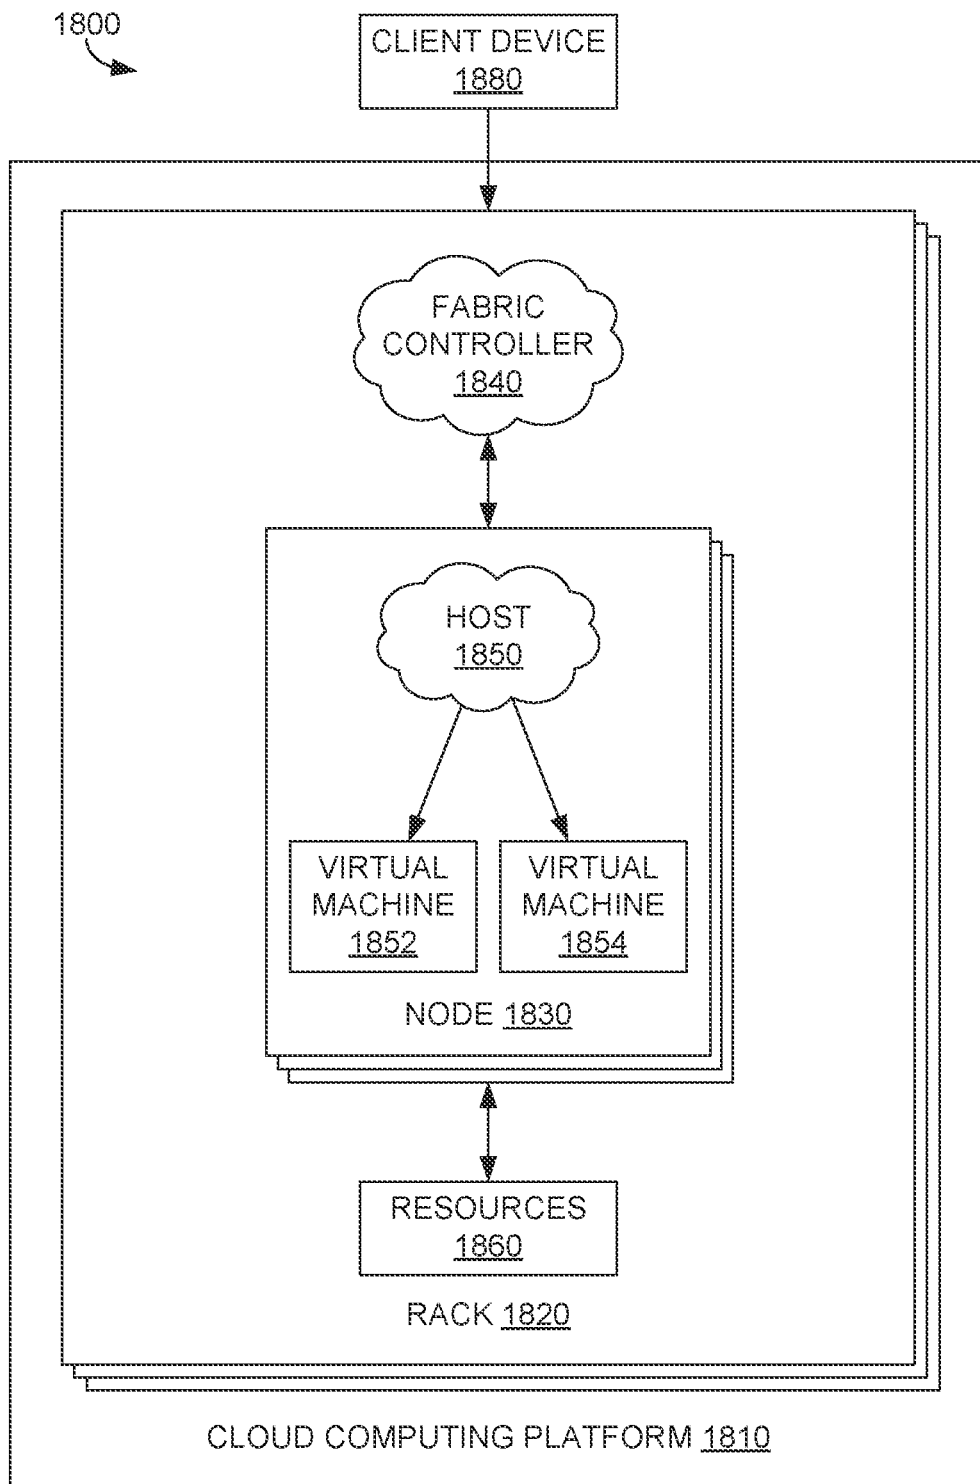 1800
CLIENT DEVICE
1880
FABRIC
CONTROLLER
1840
HOST
1850
VIRTUAL
MACHINE
1852
VIRTUAL
MACHINE
1854
NODE 1830
RESOURCES
1860
RACK 1820
CLOUD COMPUTING PLATFORM 1810